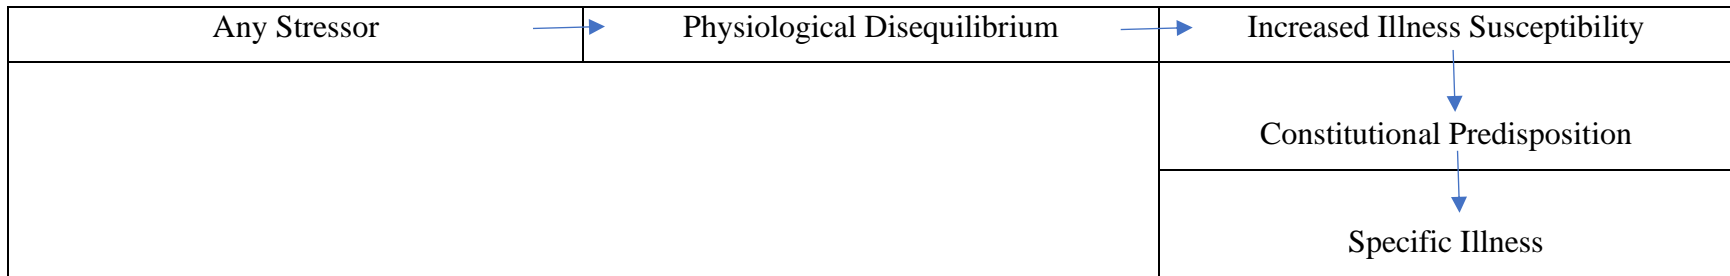 Any Stressor
Physiological Disequilibrium
Increased Illness Susceptibility
Constitutional Predisposition
Specific Illness